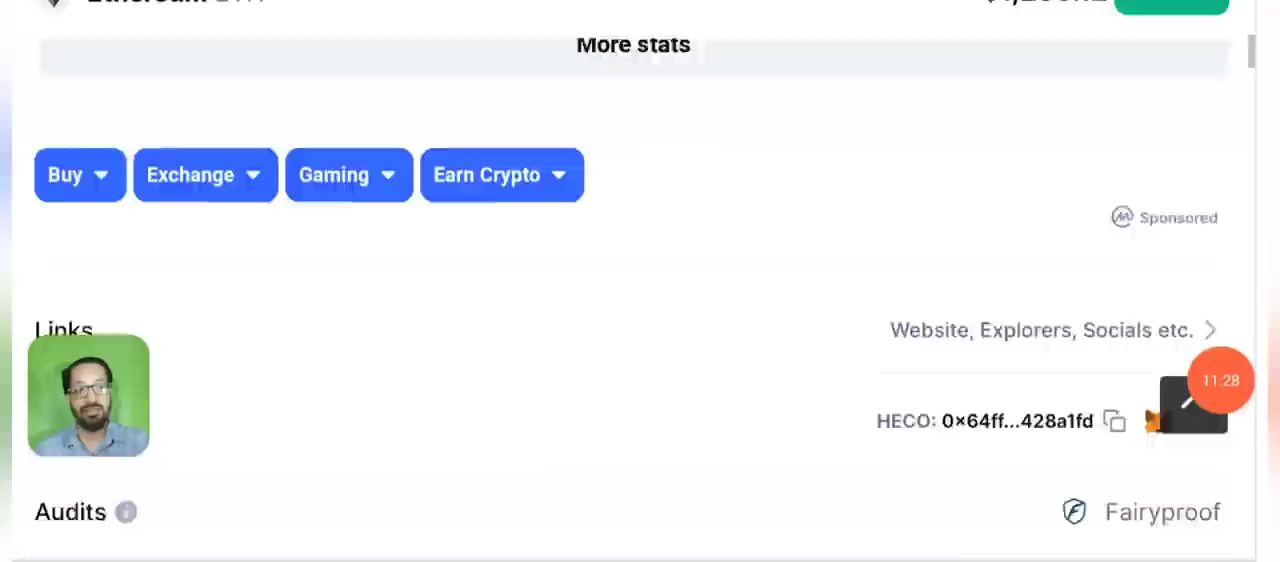 More stats
Buy
Exchange
Gaming
Earn Crypto
Sponsored
Links
Website, Explorers, Socials etc.
11:28
HECO: 0x64ff...428a1fd
Audits
Fairyproof